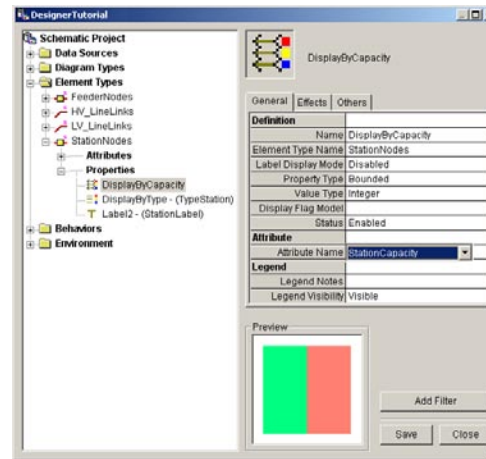 DesignerTutorial
Schematic Project
Data Sources
Diagram Types
Element Types
FeederNodes
HV_LineLinks
LV_LineLinks
StationNodes
Attributes
Properties
DisplayByCapacity
DisplayByType - (TypeStation)
Label2 - (StationLabel)
Behaviors
Environment
DisplayByCapacity
General Effects Others
Definition
Name DisplayByCapacity
Element Type Name StationNodes
Label Display Mode Disabled
Property Type Bounded
Value Type Integer
Display Flag Model
Status Enabled
Attribute
Attribute Name StationCapacity
Legend
Legend Notes
Legend Visibility Visible
Preview
Add Filter
Save Close